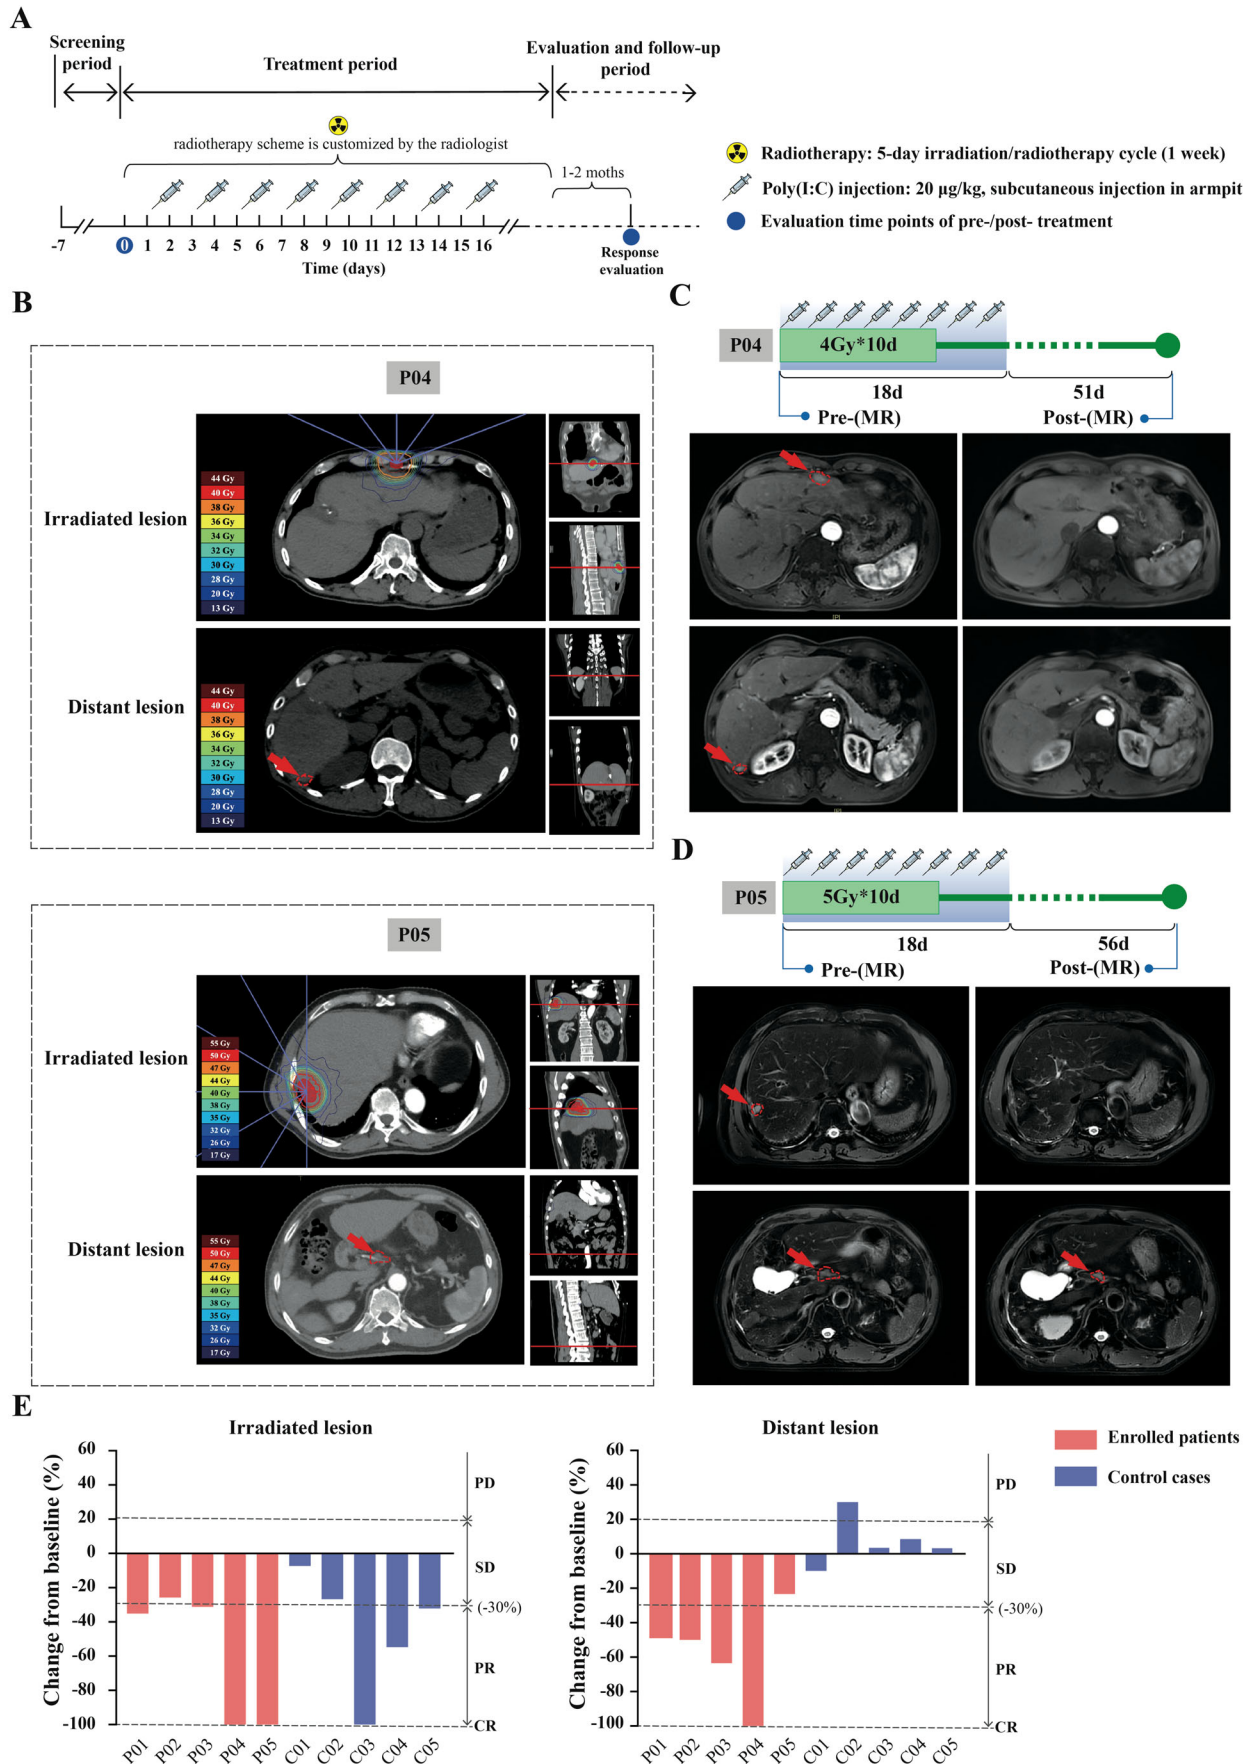 A
Screening
period
Treatment period
Evaluation and follow-up
period
radiotherapy scheme is customized by the radiologist
1-2 moths
-7
0 1 2 3 4 5 6 7 8 9 10 11 12 13 14 15 16
Time (days)
Response
evaluation
Radiotherapy: 5-day irradiation/radiotherapy cycle (1 week)
Poly(I:C) injection: 20 μg/kg, subcutaneous injection in armpit
Evaluation time points of pre-/post- treatment
B
P04
Irradiated lesion
44 Gy
40 Gy
38 Gy
36 Gy
34 Gy
32 Gy
30 Gy
28 Gy
20 Gy
13 Gy
Distant lesion
44 Gy
40 Gy
38 Gy
36 Gy
34 Gy
32 Gy
30 Gy
28 Gy
20 Gy
13 Gy
P05
Irradiated lesion
55 Gy
50 Gy
47 Gy
44 Gy
40 Gy
38 Gy
35 Gy
32 Gy
26 Gy
17 Gy
Distant lesion
55 Gy
50 Gy
47 Gy
44 Gy
40 Gy
38 Gy
35 Gy
32 Gy
26 Gy
17 Gy
C
P04
4Gy*10d
18d
51d
Pre-(MR)
Post-(MR)
D
P05
5Gy*10d
18d
56d
Pre-(MR)
Post-(MR)
E
Irradiated lesion
Change from baseline (%)
60
40
20
0
-20
-40
-60
-80
-100
PD
SD
(-30%)
PR
CR
P01 P02 P03 P04 P05 C01 C02 C03 C04 C05
Distant lesion
Change from baseline (%)
60
40
20
0
-20
-40
-60
-80
-100
PD
SD
(-30%)
PR
CR
P01 P02 P03 P04 P05 C01 C02 C03 C04 C05
Enrolled patients
Control cases